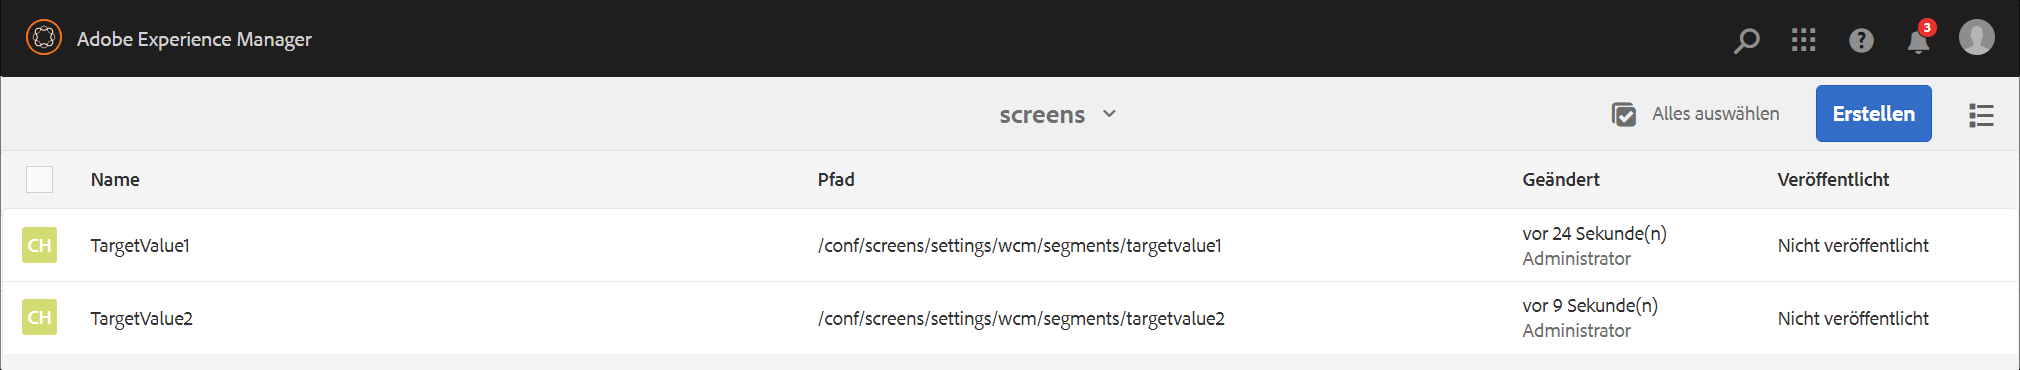 Adobe Experience Manager
3
screens
Alles auswählen
Erstellen
Name Pfad Geändert Veröffentlicht
CH TargetValue1 /conf/screens/settings/wcm/segments/targetvalue1 vor 24 Sekunde(n) Nicht veröffentlicht
Administrator
CH TargetValue2 /conf/screens/settings/wcm/segments/targetvalue2 vor 9 Sekunde(n) Nicht veröffentlicht
Administrator